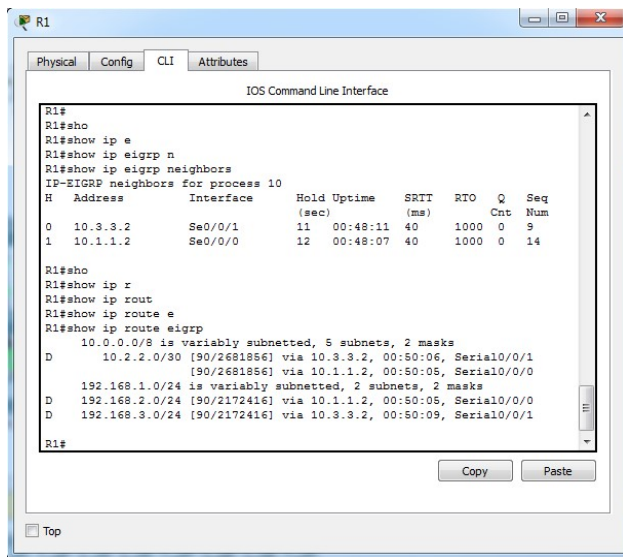 R1
Physical Config CLI Attributes
IOS Command Line Interface
R1#
R1#sho
R1#show ip e
R1#show ip eigrp n
R1#show ip eigrp neighbors
IP-EIGRP neighbors for process 10
H Address Interface Hold Uptime SRTT RTO Q Seq
(sec) (ms) Cnt Num
0 10.3.3.2 Se0/0/1 11 00:48:11 40 1000 0 9
1 10.1.1.2 Se0/0/0 12 00:48:07 40 1000 0 14
R1#sho
R1#show ip r
R1#show ip rout
R1#show ip route e
R1#show ip route eigrp
10.0.0.0/8 is variably subnetted, 5 subnets, 2 masks
D 10.2.2.0/30 [90/2681856] via 10.3.3.2, 00:50:06, Serial0/0/1
[90/2681856] via 10.1.1.2, 00:50:05, Serial0/0/0
192.168.1.0/24 is variably subnetted, 2 subnets, 2 masks
D 192.168.2.0/24 [90/2172416] via 10.1.1.2, 00:50:05, Serial0/0/0
D 192.168.3.0/24 [90/2172416] via 10.3.3.2, 00:50:09, Serial0/0/1
R1#
Copy Paste
Top